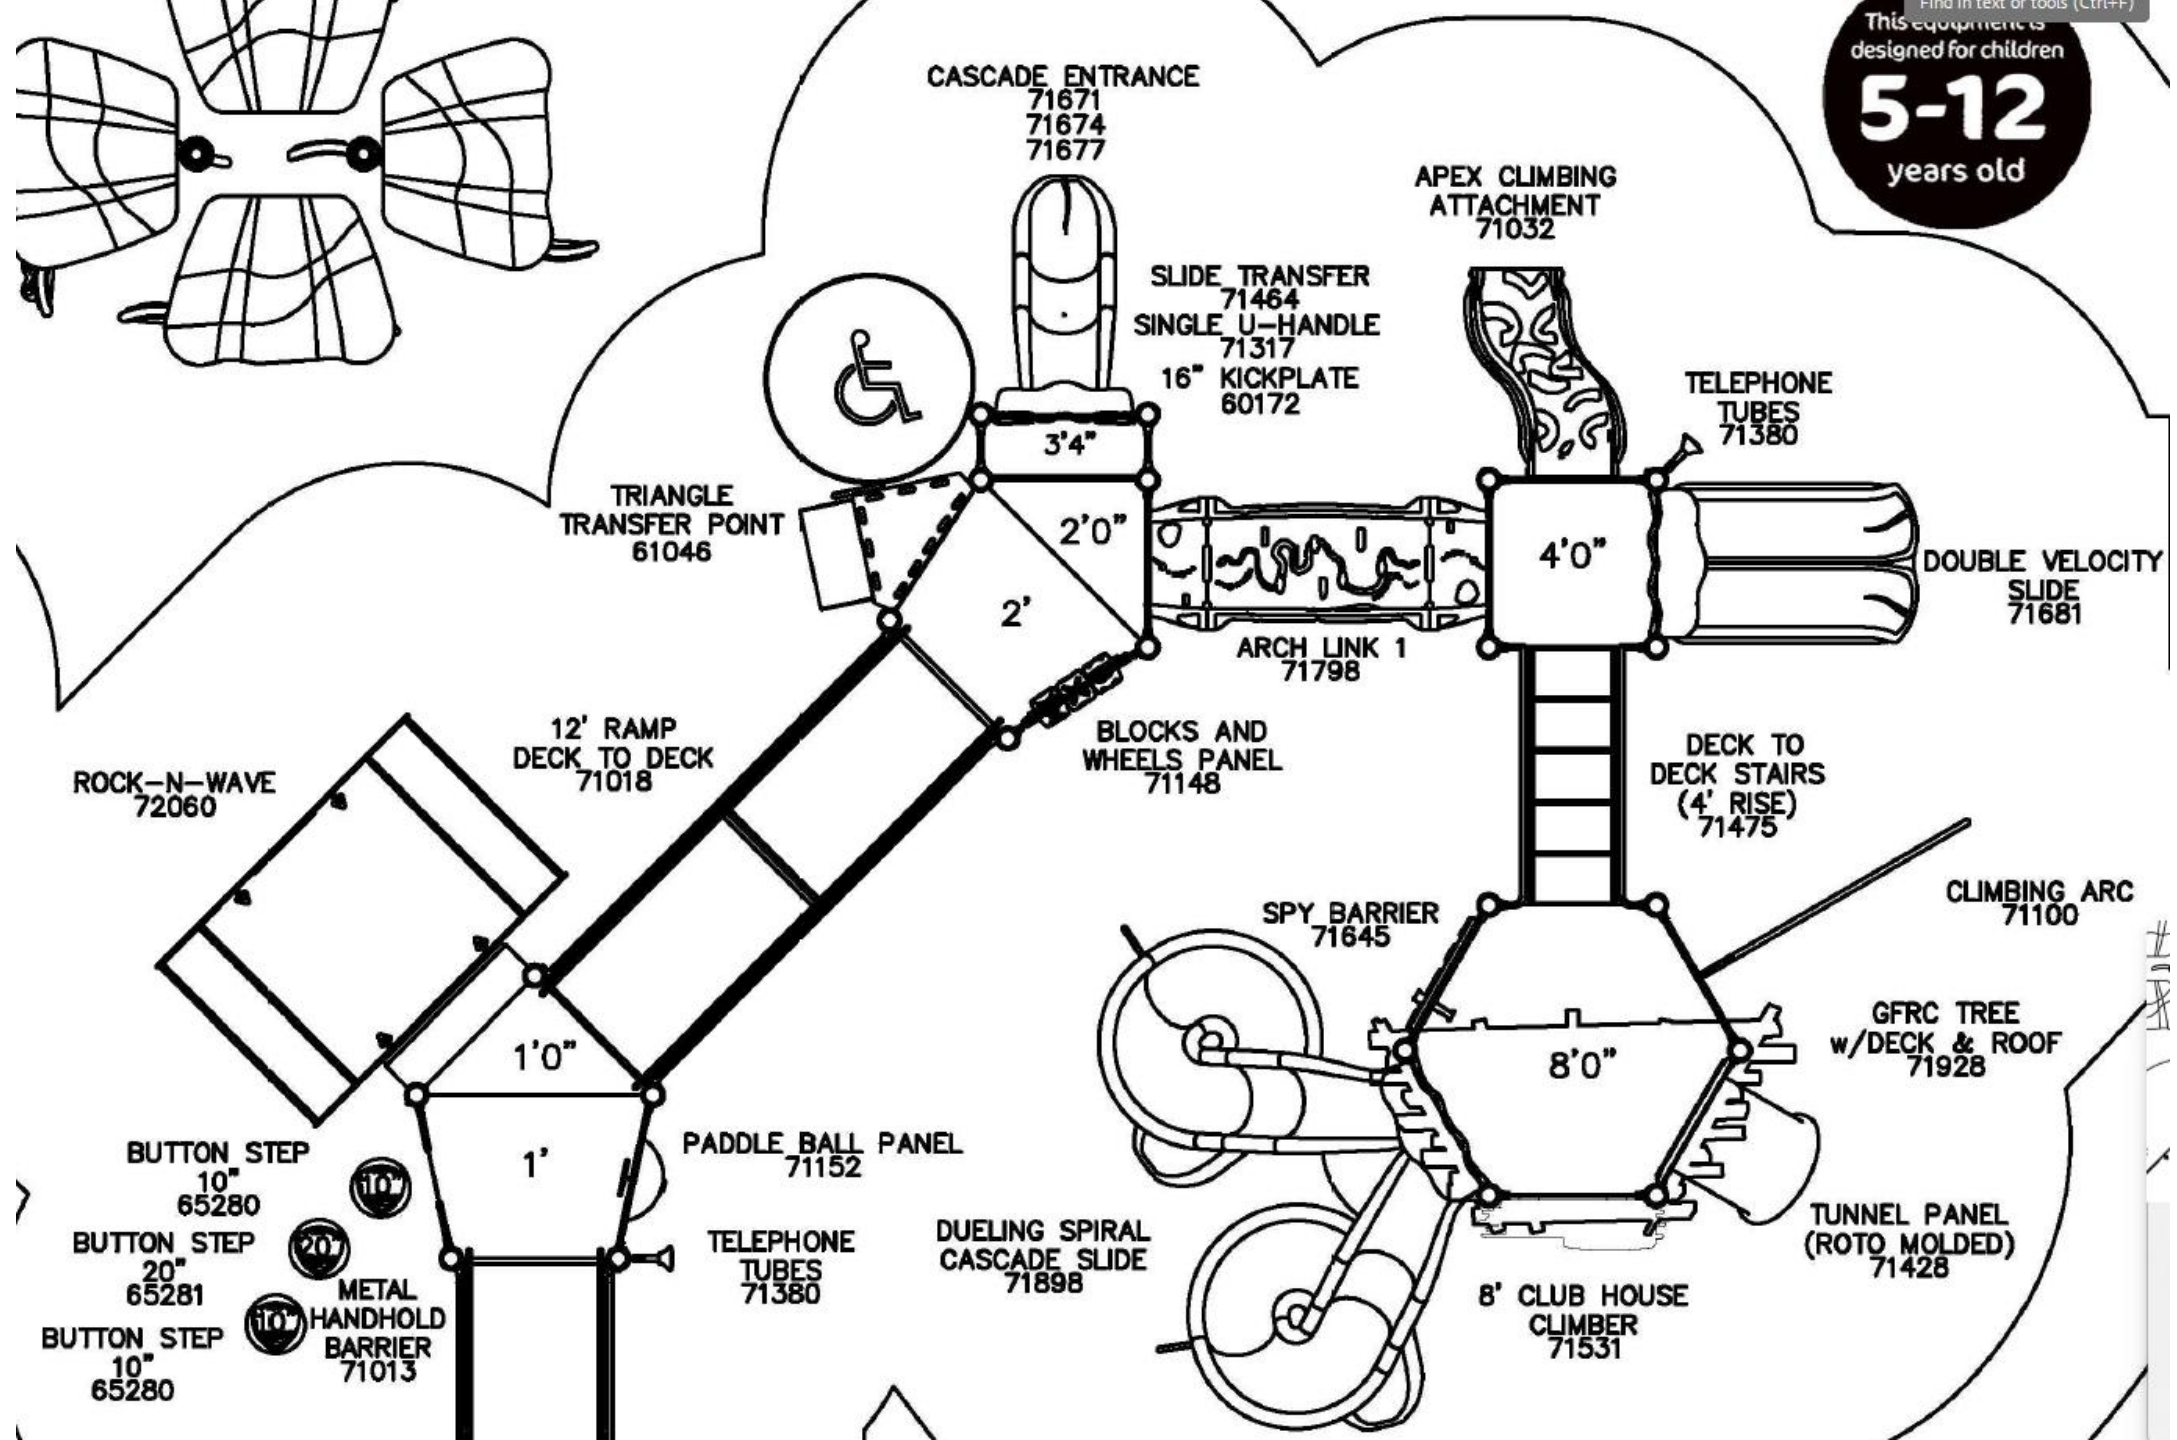 Find in text or tools (Ctrl+F)
This equipment is
designed for children
5-12
years old
CASCADE ENTRANCE
71671
71674
71677
APEX CLIMBING
ATTACHMENT
71032
SLIDE TRANSFER
71464
SINGLE U-HANDLE
71317
16" KICKPLATE
60172
TELEPHONE
TUBES
71380
3'4"
TRIANGLE
TRANSFER POINT
61046
2'0"
2'
4'0"
DOUBLE VELOCITY
SLIDE
71681
ARCH LINK 1
71798
12' RAMP
DECK TO DECK
71018
BLOCKS AND
WHEELS PANEL
71148
DECK TO
DECK STAIRS
(4' RISE)
71475
ROCK-N-WAVE
72060
SPY BARRIER
71645
CLIMBING ARC
71100
GFRC TREE
w/DECK & ROOF
71928
1'0"
8'0"
1'
PADDLE BALL PANEL
71152
BUTTON STEP
10"
65280
10"
BUTTON STEP
20"
65281
20"
METAL
HANDHOLD
BARRIER
71013
BUTTON STEP
10"
65280
10"
TELEPHONE
TUBES
71380
DUELING SPIRAL
CASCADE SLIDE
71898
8' CLUB HOUSE
CLIMBER
71531
TUNNEL PANEL
(ROTO MOLDED)
71428